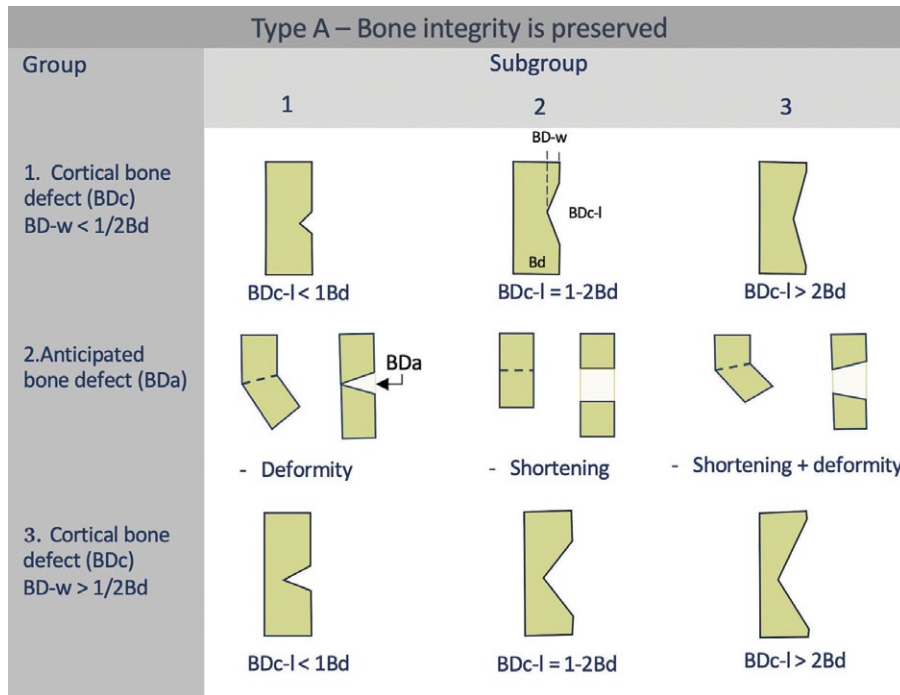 Type A – Bone integrity is preserved
Group
Subgroup
1
2
3
1. Cortical bone
defect (BDc)
BD-w < 1/2Bd
BD-w
BDc-l
Bd
BDc-l < 1Bd
BDc-l = 1-2Bd
BDc-l > 2Bd
2.Anticipated
bone defect (BDa)
BDa
- Deformity
- Shortening
- Shortening + deformity
3. Cortical bone
defect (BDc)
BD-w > 1/2Bd
BDc-l < 1Bd
BDc-l = 1-2Bd
BDc-l > 2Bd